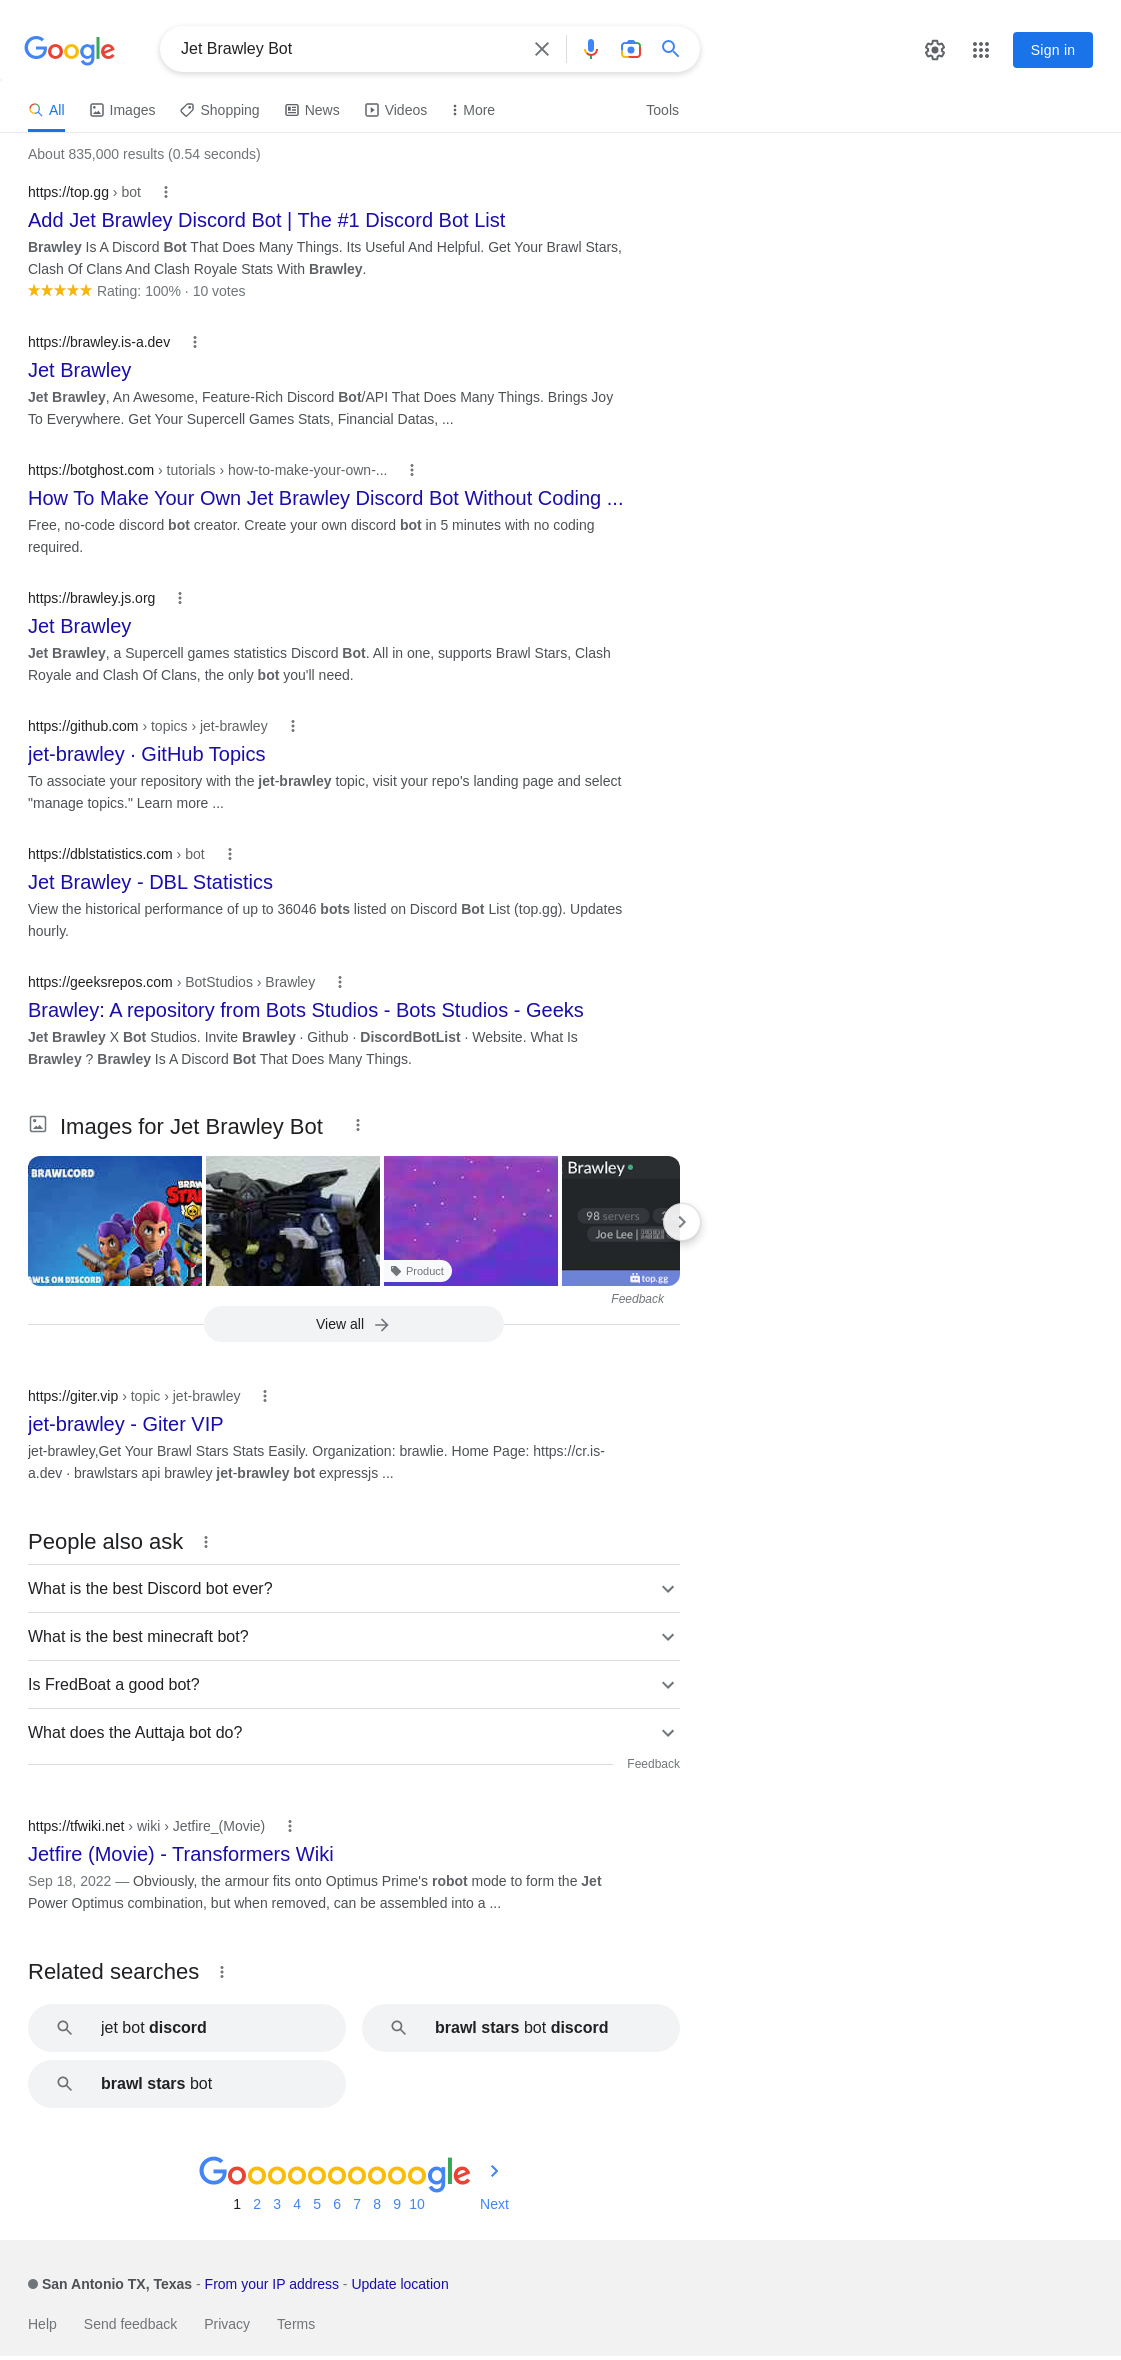 Google
Jet Brawley Bot
Sign in
All
Images
Shopping
News
Videos
More
Tools
About 835,000 results (0.54 seconds)
https://top.gg › bot
Add Jet Brawley Discord Bot | The #1 Discord Bot List
Brawley Is A Discord Bot That Does Many Things. Its Useful And Helpful. Get Your Brawl Stars,
Clash Of Clans And Clash Royale Stats With Brawley.
Rating: 100% · 10 votes
https://brawley.is-a.dev
Jet Brawley
Jet Brawley, An Awesome, Feature-Rich Discord Bot/API That Does Many Things. Brings Joy
To Everywhere. Get Your Supercell Games Stats, Financial Datas, ...
https://botghost.com › tutorials › how-to-make-your-own-...
How To Make Your Own Jet Brawley Discord Bot Without Coding ...
Free, no-code discord bot creator. Create your own discord bot in 5 minutes with no coding
required.
https://brawley.js.org
Jet Brawley
Jet Brawley, a Supercell games statistics Discord Bot. All in one, supports Brawl Stars, Clash
Royale and Clash Of Clans, the only bot you'll need.
https://github.com › topics › jet-brawley
jet-brawley · GitHub Topics
To associate your repository with the jet-brawley topic, visit your repo's landing page and select
"manage topics." Learn more ...
https://dblstatistics.com › bot
Jet Brawley - DBL Statistics
View the historical performance of up to 36046 bots listed on Discord Bot List (top.gg). Updates
hourly.
https://geeksrepos.com › BotStudios › Brawley
Brawley: A repository from Bots Studios - Bots Studios - Geeks
Jet Brawley X Bot Studios. Invite Brawley · Github · DiscordBotList · Website. What Is
Brawley ? Brawley Is A Discord Bot That Does Many Things.
Images for Jet Brawley Bot
BRAWLCORD
BRAW
STA
AWLS ON DISCORD
Product
Brawley
98 servers
Joe Lee |
top.gg
Feedback
View all
https://giter.vip › topic › jet-brawley
jet-brawley - Giter VIP
jet-brawley,Get Your Brawl Stars Stats Easily. Organization: brawlie. Home Page: https://cr.is-
a.dev · brawlstars api brawley jet-brawley bot expressjs ...
People also ask
What is the best Discord bot ever?
What is the best minecraft bot?
Is FredBoat a good bot?
What does the Auttaja bot do?
Feedback
https://tfwiki.net › wiki › Jetfire_(Movie)
Jetfire (Movie) - Transformers Wiki
Sep 18, 2022 — Obviously, the armour fits onto Optimus Prime's robot mode to form the Jet
Power Optimus combination, but when removed, can be assembled into a ...
Related searches
jet bot discord
brawl stars bot discord
brawl stars bot
Goooooooooogle
1 2 3 4 5 6 7 8 9 10 Next
San Antonio TX, Texas - From your IP address - Update location
Help Send feedback Privacy Terms